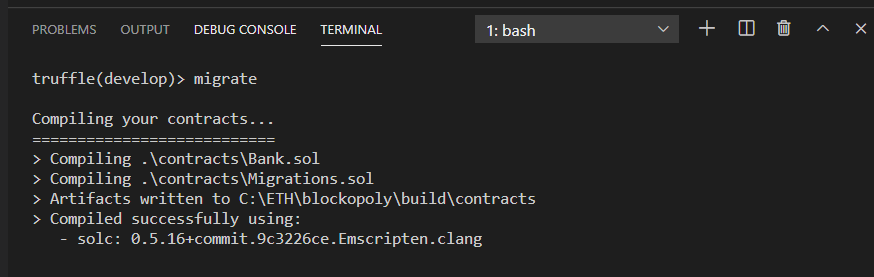 PROBLEMS OUTPUT DEBUG CONSOLE TERMINAL 1: bash
truffle(develop)> migrate
Compiling your contracts...
===========================
> Compiling .\contracts\Bank.sol
> Compiling .\contracts\Migrations.sol
> Artifacts written to C:\ETH\blockopoly\build\contracts
> Compiled successfully using:
- solc: 0.5.16+commit.9c3226ce.Emscripten.clang